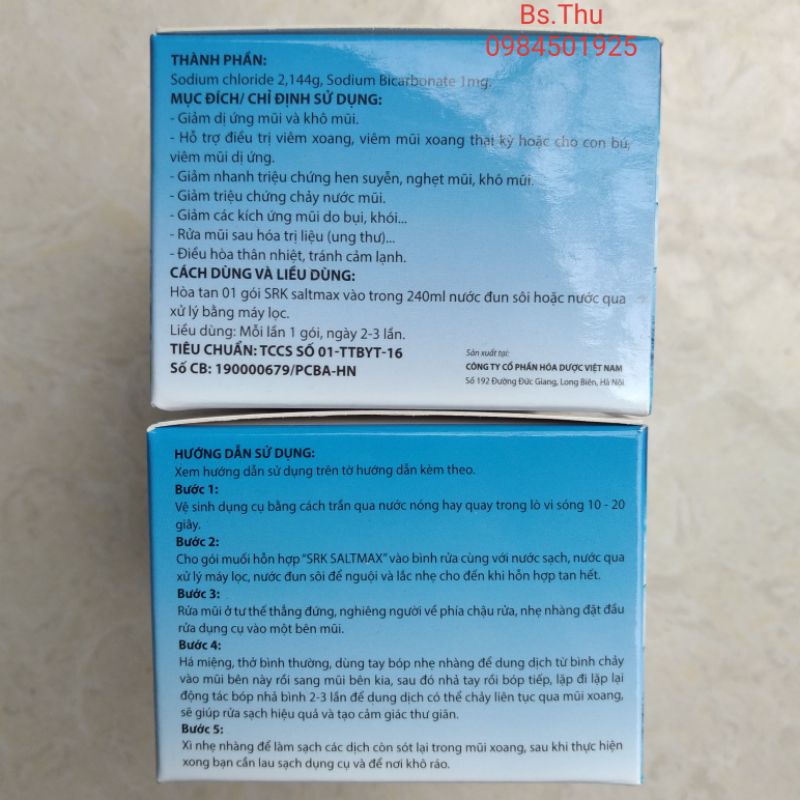 Bs.Thu
0984501925
THÀNH PHẦN:
Sodium chloride 2,144g, Sodium Bicarbonate 1mg.
MỤC ĐÍCH/ CHỈ ĐỊNH SỬ DỤNG:
- Giảm dị ứng mũi và khô mũi.
- Hỗ trợ điều trị viêm xoang, viêm mũi xoang thai kỳ hoặc cho con bú,
viêm mũi dị ứng.
- Giảm nhanh triệu chứng hen suyễn, nghẹt mũi, khô mũi.
- Giảm triệu chứng chảy nước mũi.
- Giảm các kích ứng mũi do bụi, khói...
- Rửa mũi sau hóa trị liệu (ung thư)...
- Điều hòa thân nhiệt, tránh cảm lạnh.
CÁCH DÙNG VÀ LIỀU DÙNG:
Hòa tan 01 gói SRK saltmax vào trong 240ml nước đun sôi hoặc nước qua
xử lý bằng máy lọc.
Liều dùng: Mỗi lần 1 gói, ngày 2-3 lần.
TIÊU CHUẨN: TCCS SỐ 01-TTBYT-16
Số CB: 190000679/PCBA-HN
Sản xuất tại:
CÔNG TY CỔ PHẦN HÓA DƯỢC VIỆT NAM
Số 192 Đường Đức Giang, Long Biên, Hà Nội.
HƯỚNG DẪN SỬ DỤNG:
Xem hướng dẫn sử dụng trên tờ hướng dẫn kèm theo.
Bước 1:
Vệ sinh dụng cụ bằng cách trần qua nước nóng hay quay trong lò vi sóng 10 - 20
giây.
Bước 2:
Cho gói muối hỗn hợp "SRK SALTMAX" vào bình rửa cùng với nước sạch, nước qua
xử lý máy lọc, nước đun sôi để nguội và lắc nhẹ cho đến khi hỗn hợp tan hết.
Bước 3:
Rửa mũi ở tư thế thẳng đứng, nghiêng người về phía chậu rửa, nhẹ nhàng đặt đầu
rửa dụng cụ vào một bên mũi.
Bước 4:
Há miệng, thở bình thường, dùng tay bóp nhẹ nhàng để dung dịch từ bình chảy
vào mũi bên này rồi sang mũi bên kia, sau đó nhả tay rồi bóp tiếp, lặp đi lặp lại
động tác bóp nhả bình 2-3 lần để dung dịch có thể chảy liên tục qua mũi xoang,
sẽ giúp rửa sạch hiệu quả và tạo cảm giác thư giãn.
Bước 5:
Xì nhẹ nhàng để làm sạch các dịch còn sót lại trong mũi xoang, sau khi thực hiện
xong bạn cần lau sạch dụng cụ và để nơi khô ráo.